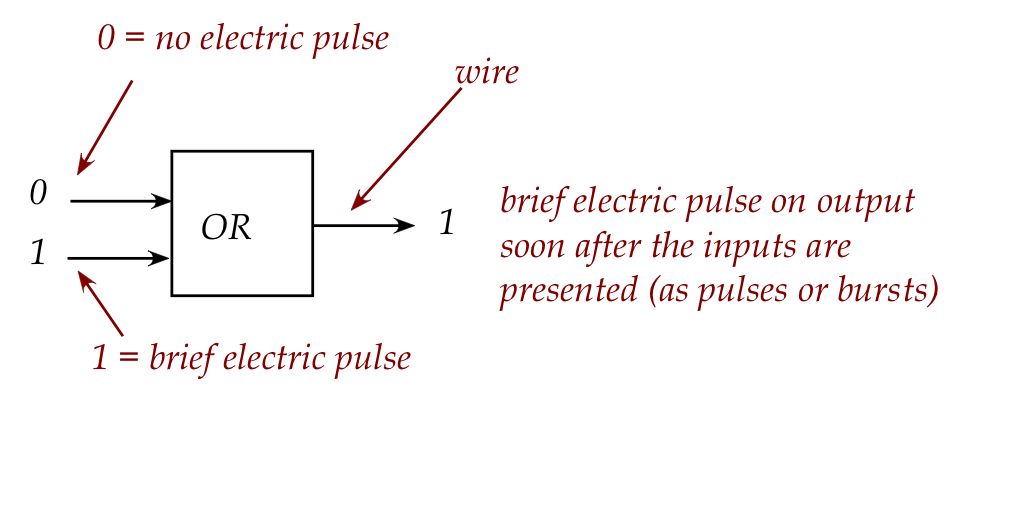 0 = no electric pulse
wire
0
OR
1
1
brief electric pulse on output
soon after the inputs are
presented (as pulses or bursts)
1 = brief electric pulse